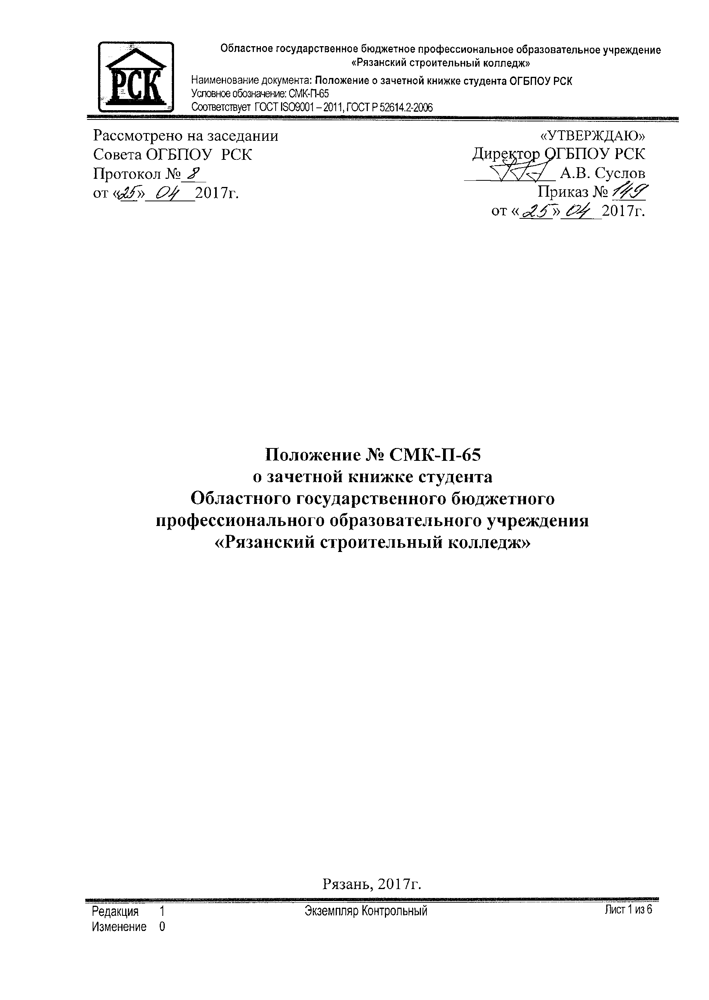 РСК
Областное государственное бюджетное профессиональное образовательное учреждение
«Рязанский строительный колледж»
Наименование документа: Положение о зачетной книжке студента ОГБПОУ РСК
Условное обозначение: СМК-П-65
Соответствует ГОСТ ISO9001 – 2011, ГОСТ Р 52614.2-2006
Рассмотрено на заседании
Совета ОГБПОУ РСК
Протокол № 8
от «25» 04 2017г.
«УТВЕРЖДАЮ»
Директор ОГБПОУ РСК
А.В. Суслов
Приказ № 149
от «25» 04 2017г.
Положение № СМК-П-65
о зачетной книжке студента
Областного государственного бюджетного
профессионального образовательного учреждения
«Рязанский строительный колледж»
Рязань, 2017г.
Редакция 1
Изменение 0
Экземпляр Контрольный
Лист 1 из 6